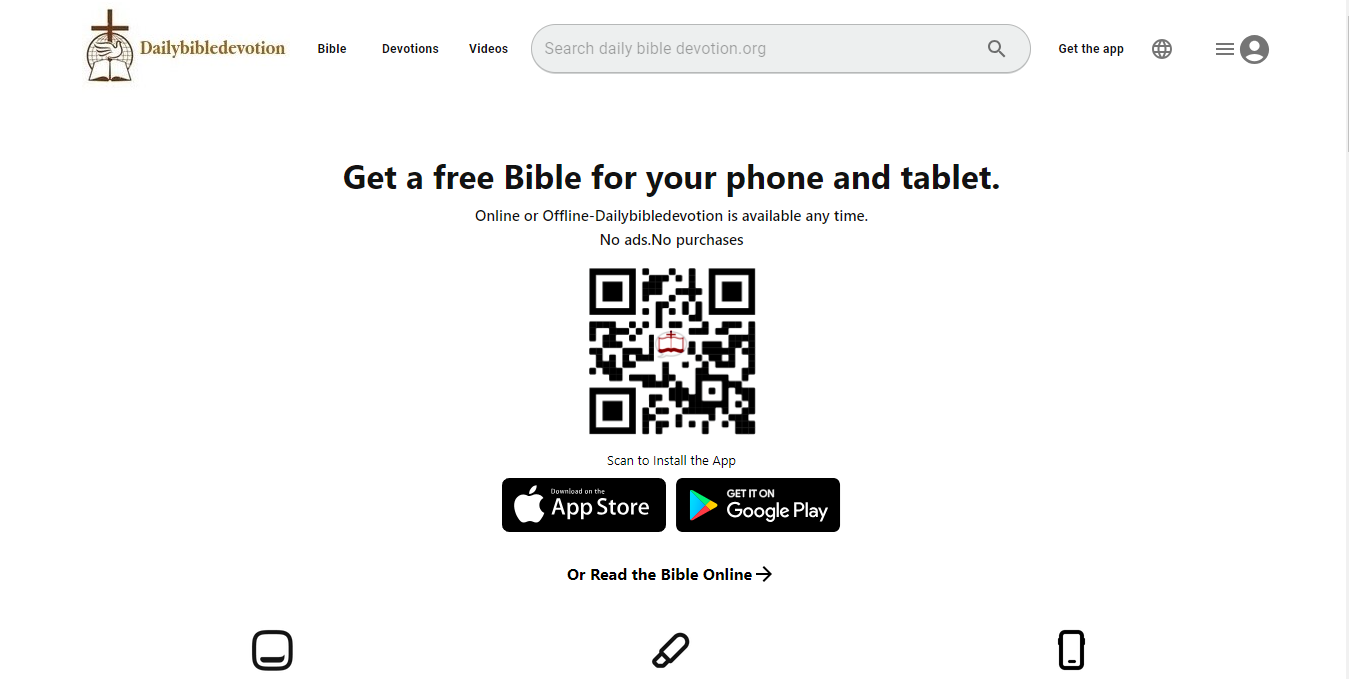 Dailybibledevotion
Bible
Devotions
Videos
Search daily bible devotion.org
Get the app
Get a free Bible for your phone and tablet.
Online or Offline-Dailybibledevotion is available any time.
No ads.No purchases
Scan to Install the App
Download on the
App Store
GET IT ON
Google Play
Or Read the Bible Online